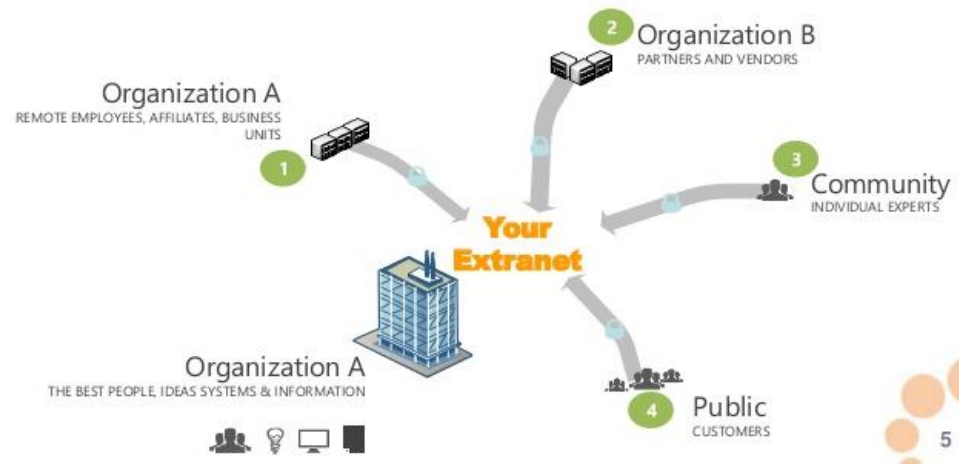 Organization A
REMOTE EMPLOYEES, AFFILIATES, BUSINESS
UNITS
1
2
Organization B
PARTNERS AND VENDORS
3
Community
INDIVIDUAL EXPERTS
Your
Extranet
Organization A
THE BEST PEOPLE, IDEAS SYSTEMS & INFORMATION
4
Public
CUSTOMERS
5